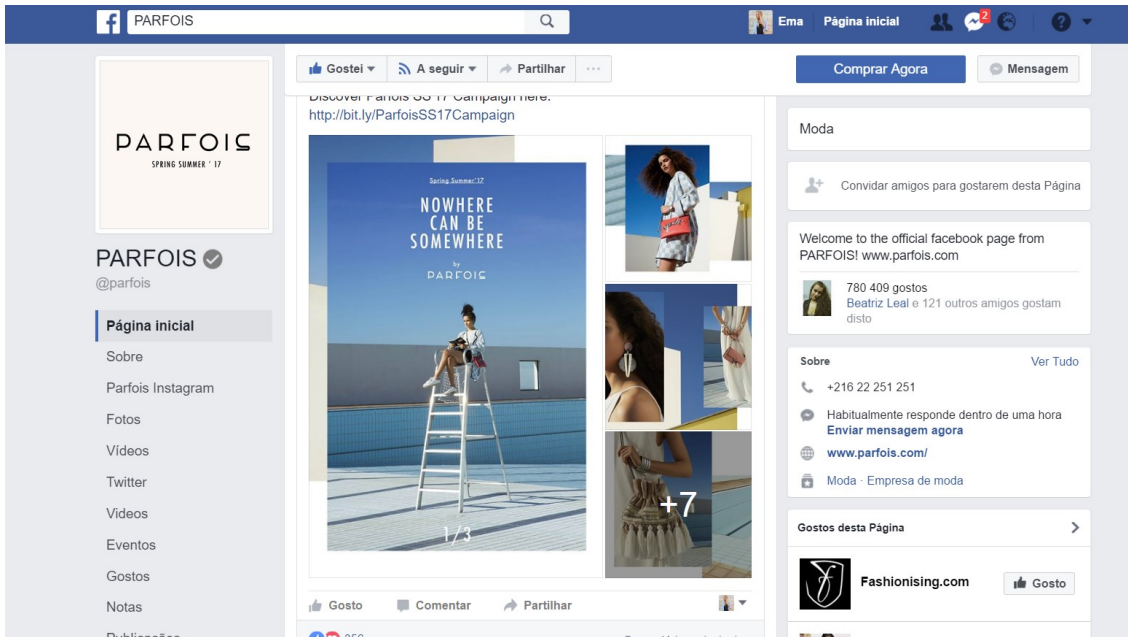 PARFOIS
Ema
Página inicial
2
PARFOIS
SPRING SUMMER ' 17
PARFOIS
@parfois
Página inicial
Sobre
Parfois Instagram
Fotos
Vídeos
Twitter
Videos
Eventos
Gostos
Notas
Publicações
Gostei
A seguir
Partilhar
Comprar Agora
Mensagem
Discover Parfois SS 17 Campaign here:
http://bit.ly/ParfoisSS17Campaign
Spring Summer'17
NOWHERE
CAN BE
SOMEWHERE
by
PARFOIS
1/3
+7
Gosto
Comentar
Partilhar
Moda
Convidar amigos para gostarem desta Página
Welcome to the official facebook page from
PARFOIS! www.parfois.com
780 409 gostos
Beatriz Leal e 121 outros amigos gostam
disto
Sobre
Ver Tudo
+216 22 251 251
Habitualmente responde dentro de uma hora
Enviar mensagem agora
www.parfois.com/
Moda · Empresa de moda
Gostos desta Página
Fashionising.com
Gosto